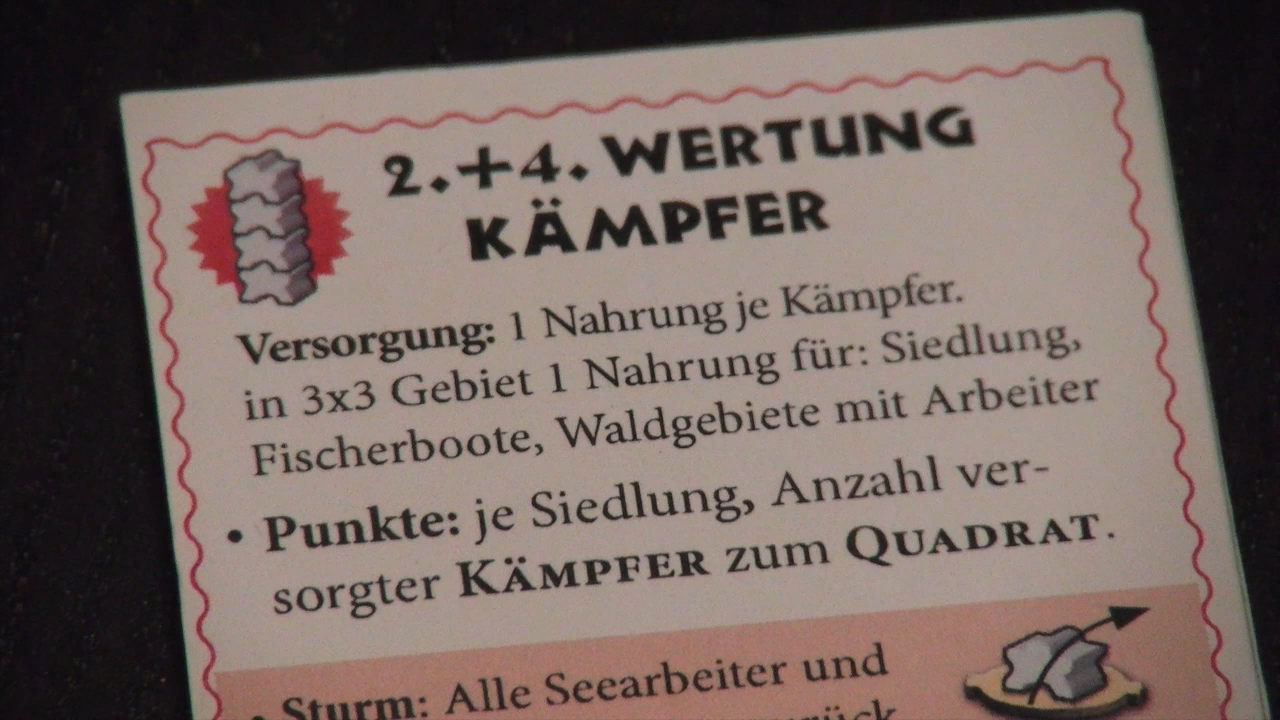 2.+4. WERTUNG
KÄMPFER
Versorgung: 1 Nahrung je Kämpfer.
in 3x3 Gebiet 1 Nahrung für: Siedlung,
Fischerboote, Waldgebiete mit Arbeiter
• Punkte: je Siedlung, Anzahl ver-
sorgter KÄMPFER zum QUADRAT.
• Sturm: Alle Seearbeiter und